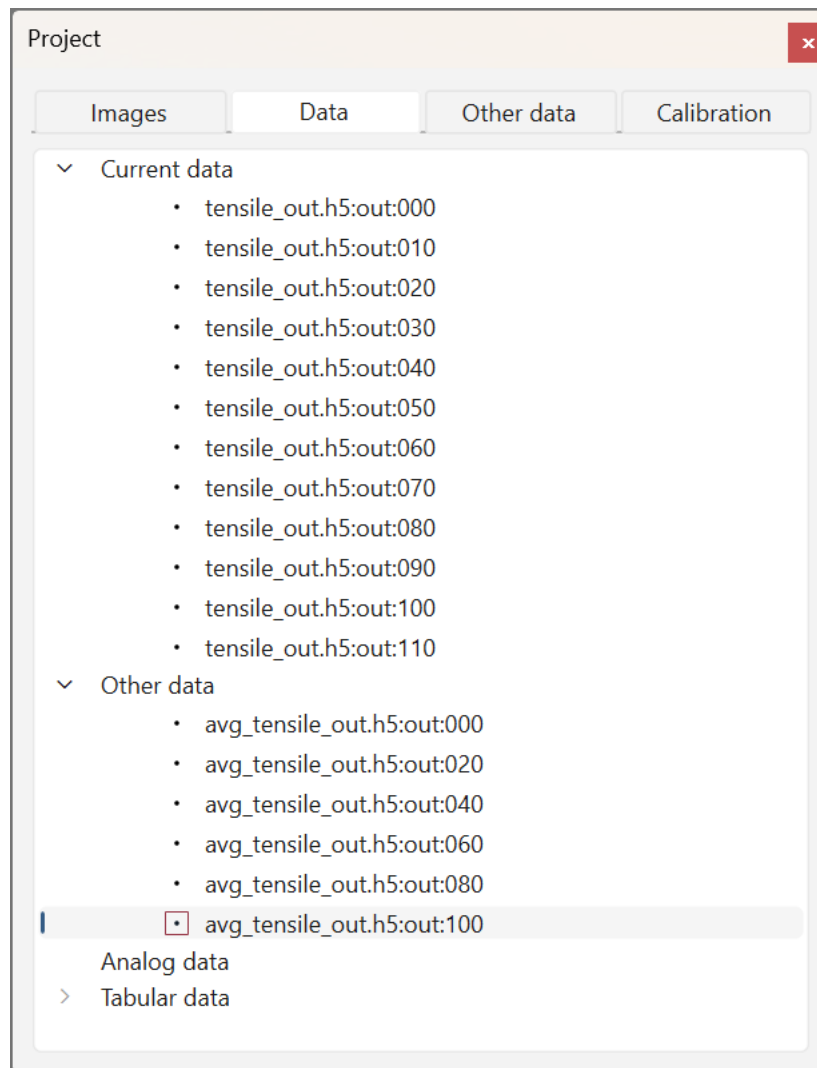 Project
Images Data Other data Calibration
Current data
tensile_out.h5:out:000
tensile_out.h5:out:010
tensile_out.h5:out:020
tensile_out.h5:out:030
tensile_out.h5:out:040
tensile_out.h5:out:050
tensile_out.h5:out:060
tensile_out.h5:out:070
tensile_out.h5:out:080
tensile_out.h5:out:090
tensile_out.h5:out:100
tensile_out.h5:out:110
Other data
avg_tensile_out.h5:out:000
avg_tensile_out.h5:out:020
avg_tensile_out.h5:out:040
avg_tensile_out.h5:out:060
avg_tensile_out.h5:out:080
avg_tensile_out.h5:out:100
Analog data
Tabular data